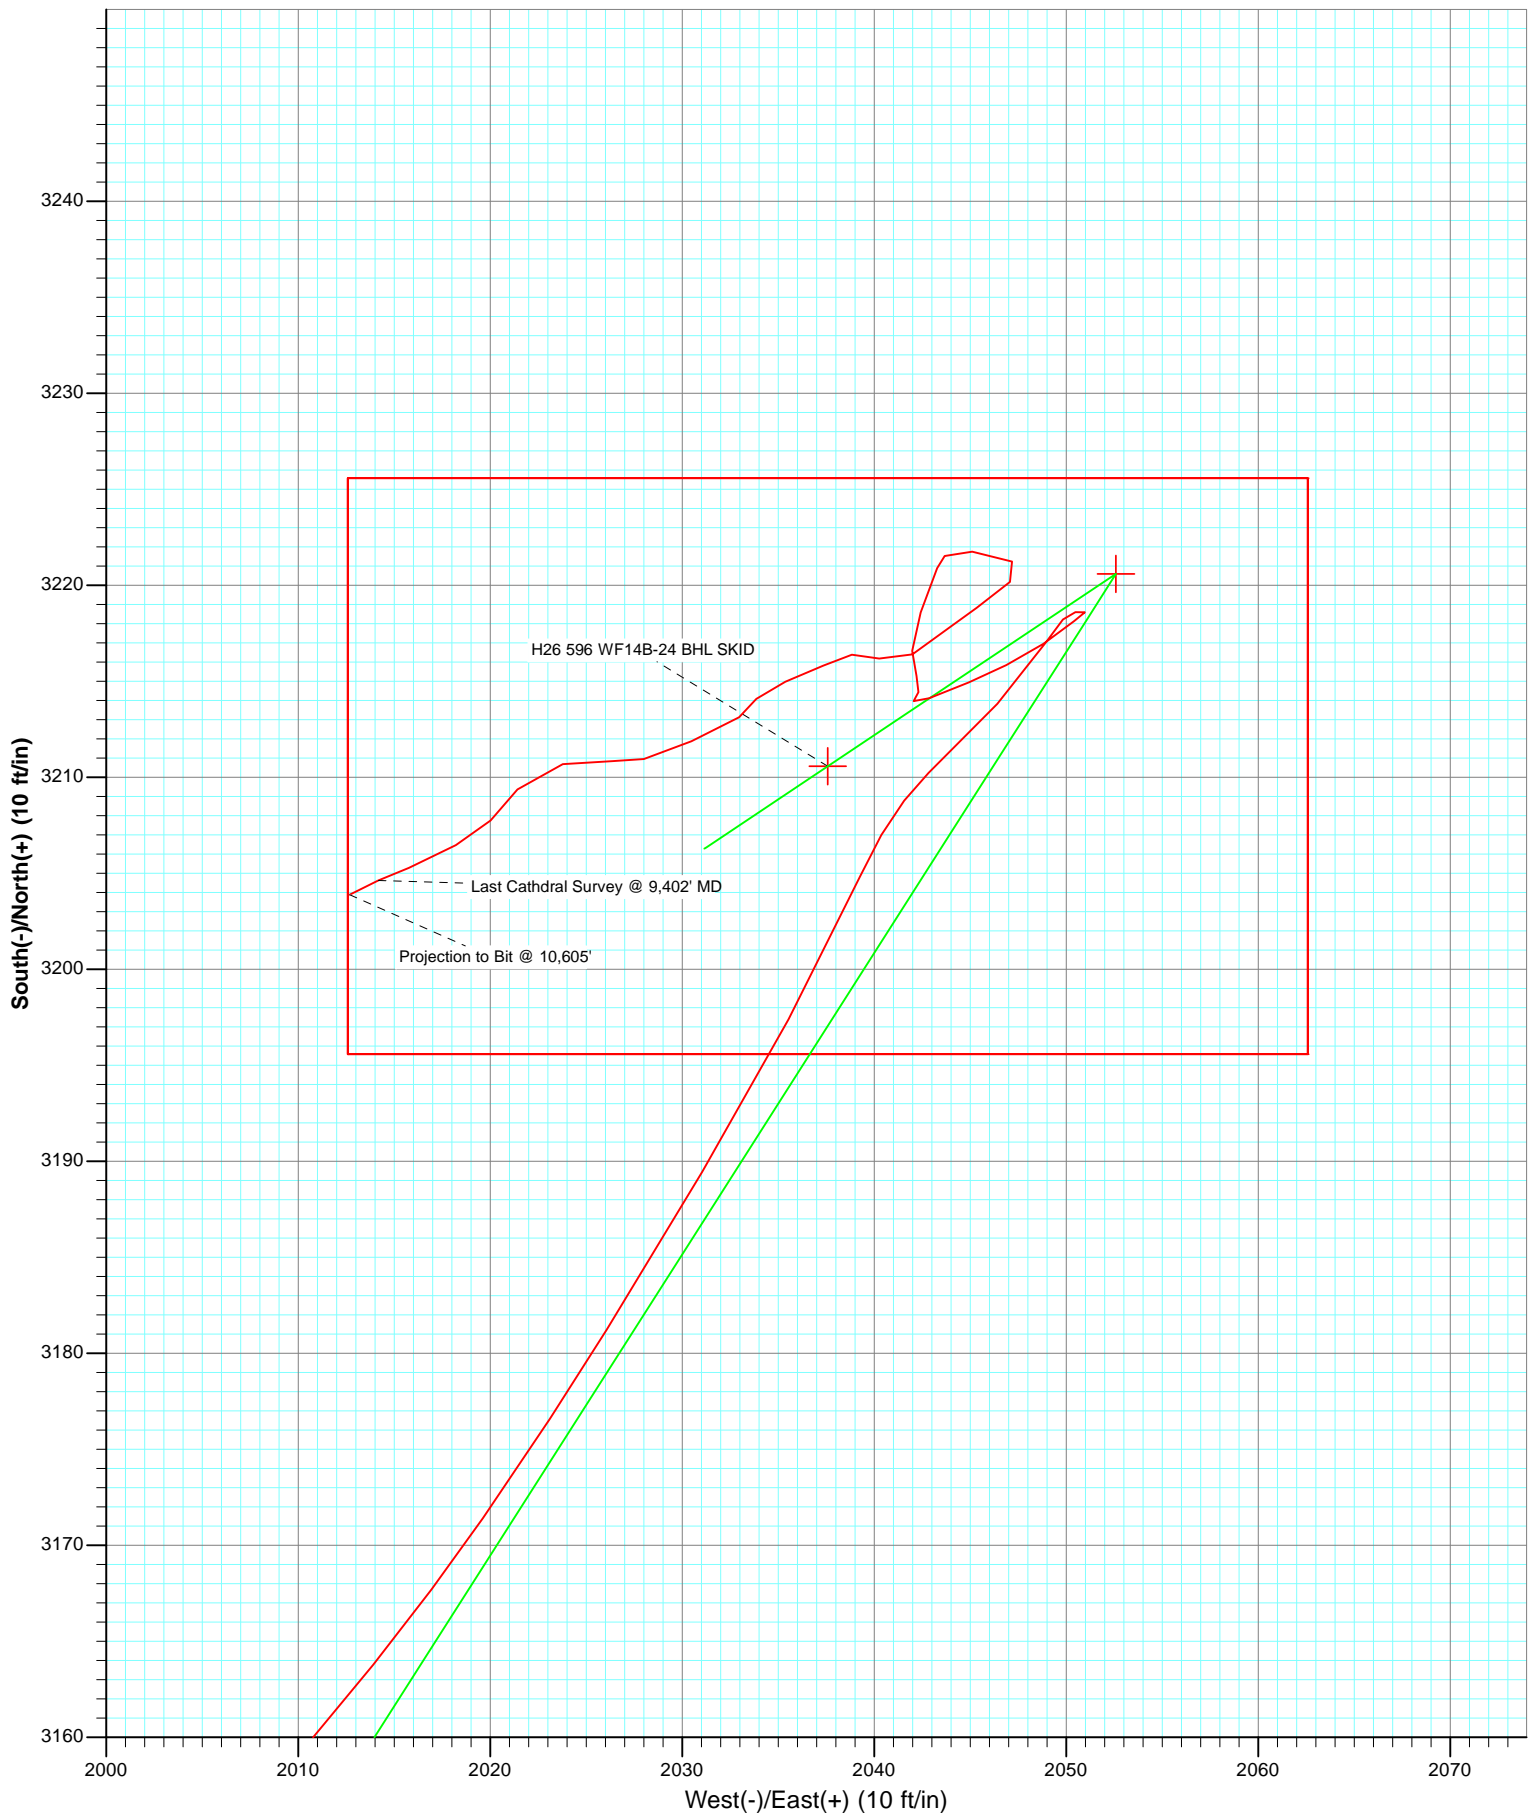 3240
3230
3220
H26 596 WF14B-24 BHL SKID
3210
Last Cathdral Survey @ 9,402' MD
Projection to Bit @ 10,605'
3200
3190
3180
3170
3160
South(-)/North(+) (10 ft/in)
2000 2010 2020 2030 2040 2050 2060 2070
West(-)/East(+) (10 ft/in)